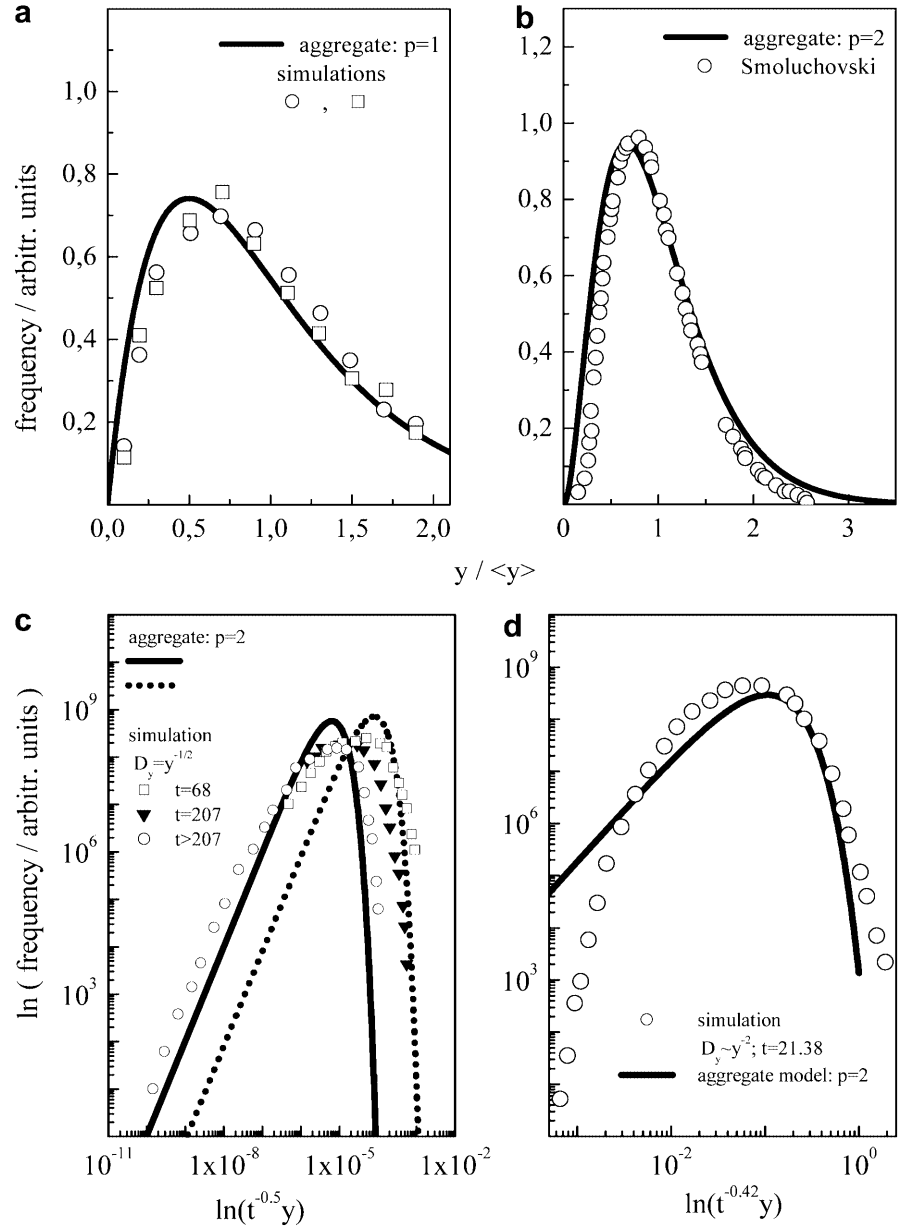 a
aggregate: p=1
simulations
,
1,0
0,8
0,6
0,4
0,2
frequency / arbitr. units
0,0 0,5 1,0 1,5 2,0
b
aggregate: p=2
Smoluchovski
1,2
1,0
0,8
0,6
0,4
0,2
0 1 2 3
y / <y>
c
aggregate: p=2
simulation
D_y=y^{-1/2}
t=68
t=207
t>207
10^9
10^6
10^3
ln ( frequency / arbitr. units )
10^{-11} 1x10^{-8} 1x10^{-5} 1x10^{-2}
ln(t^{-0.5}y)
d
10^9
10^6
10^3
simulation
D_y~y^{-2}; t=21.38
aggregate model: p=2
10^{-2} 10^0
ln(t^{-0.42}y)